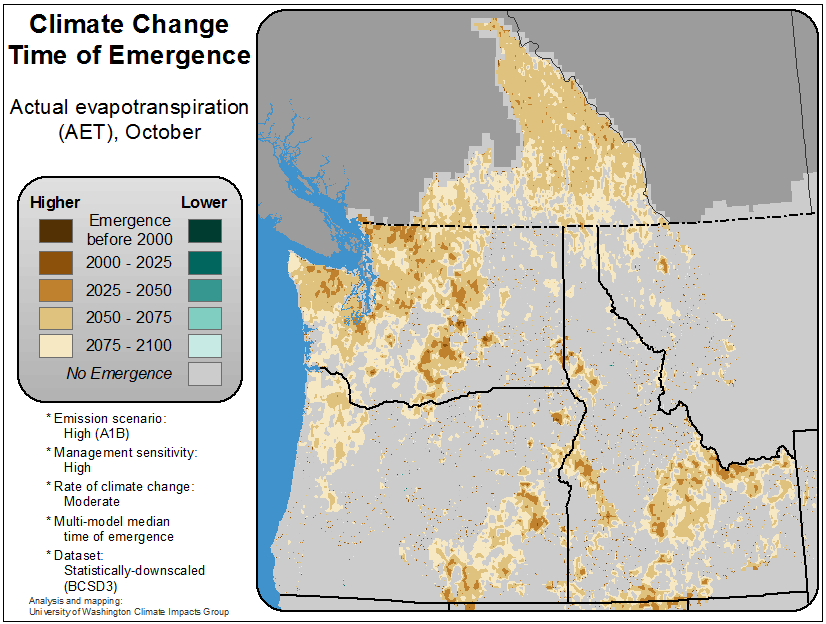 Climate Change
Time of Emergence
Actual evapotranspiration
(AET), October
Higher Lower
Emergence
before 2000
2000 - 2025
2025 - 2050
2050 - 2075
2075 - 2100
No Emergence
* Emission scenario:
High (A1B)
* Management sensitivity:
High
* Rate of climate change:
Moderate
* Multi-model median
time of emergence
* Dataset:
Statistically-downscaled
(BCSD3)
Analysis and mapping:
University of Washington Climate Impacts Group